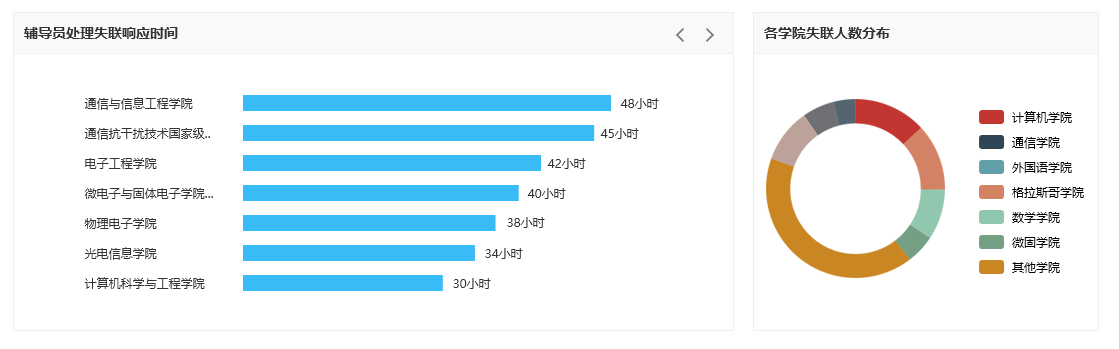 辅导员处理失联响应时间
通信与信息工程学院 48小时
通信抗干扰技术国家级.. 45小时
电子工程学院 42小时
微电子与固体电子学院... 40小时
物理电子学院 38小时
光电信息学院 34小时
计算机科学与工程学院 30小时
各学院失联人数分布
计算机学院
通信学院
外国语学院
格拉斯哥学院
数学学院
微固学院
其他学院